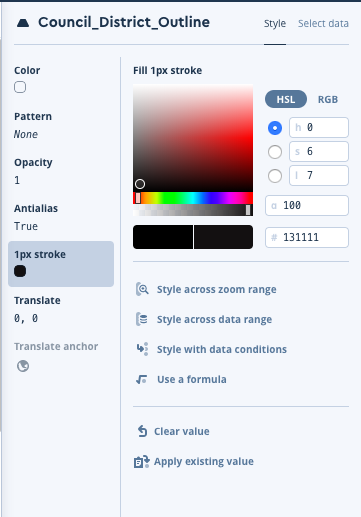 Council_District_Outline
Style
Select data
Color
Pattern
None
Opacity
1
Antialias
True
1px stroke
Translate
0, 0
Translate anchor
Fill 1px stroke
HSL
RGB
h 0
s 6
l 7
α 100
# 131111
Style across zoom range
Style across data range
Style with data conditions
Use a formula
Clear value
Apply existing value